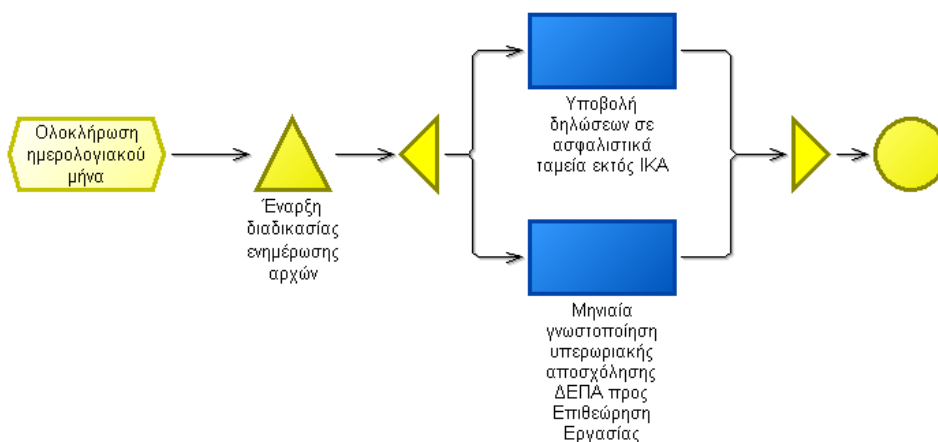 Ολοκλήρωση
ημερολογιακού
μήνα
Έναρξη
διαδικασίας
ενημέρωσης
αρχών
Υποβολή
δηλώσεων σε
ασφαλιστικά
ταμεία εκτός ΙΚΑ
Μηνιαία
γνωστοποίηση
υπερωριακής
αποσχόλησης
ΔΕΠΑ προς
Επιθεώρηση
Εργασίας